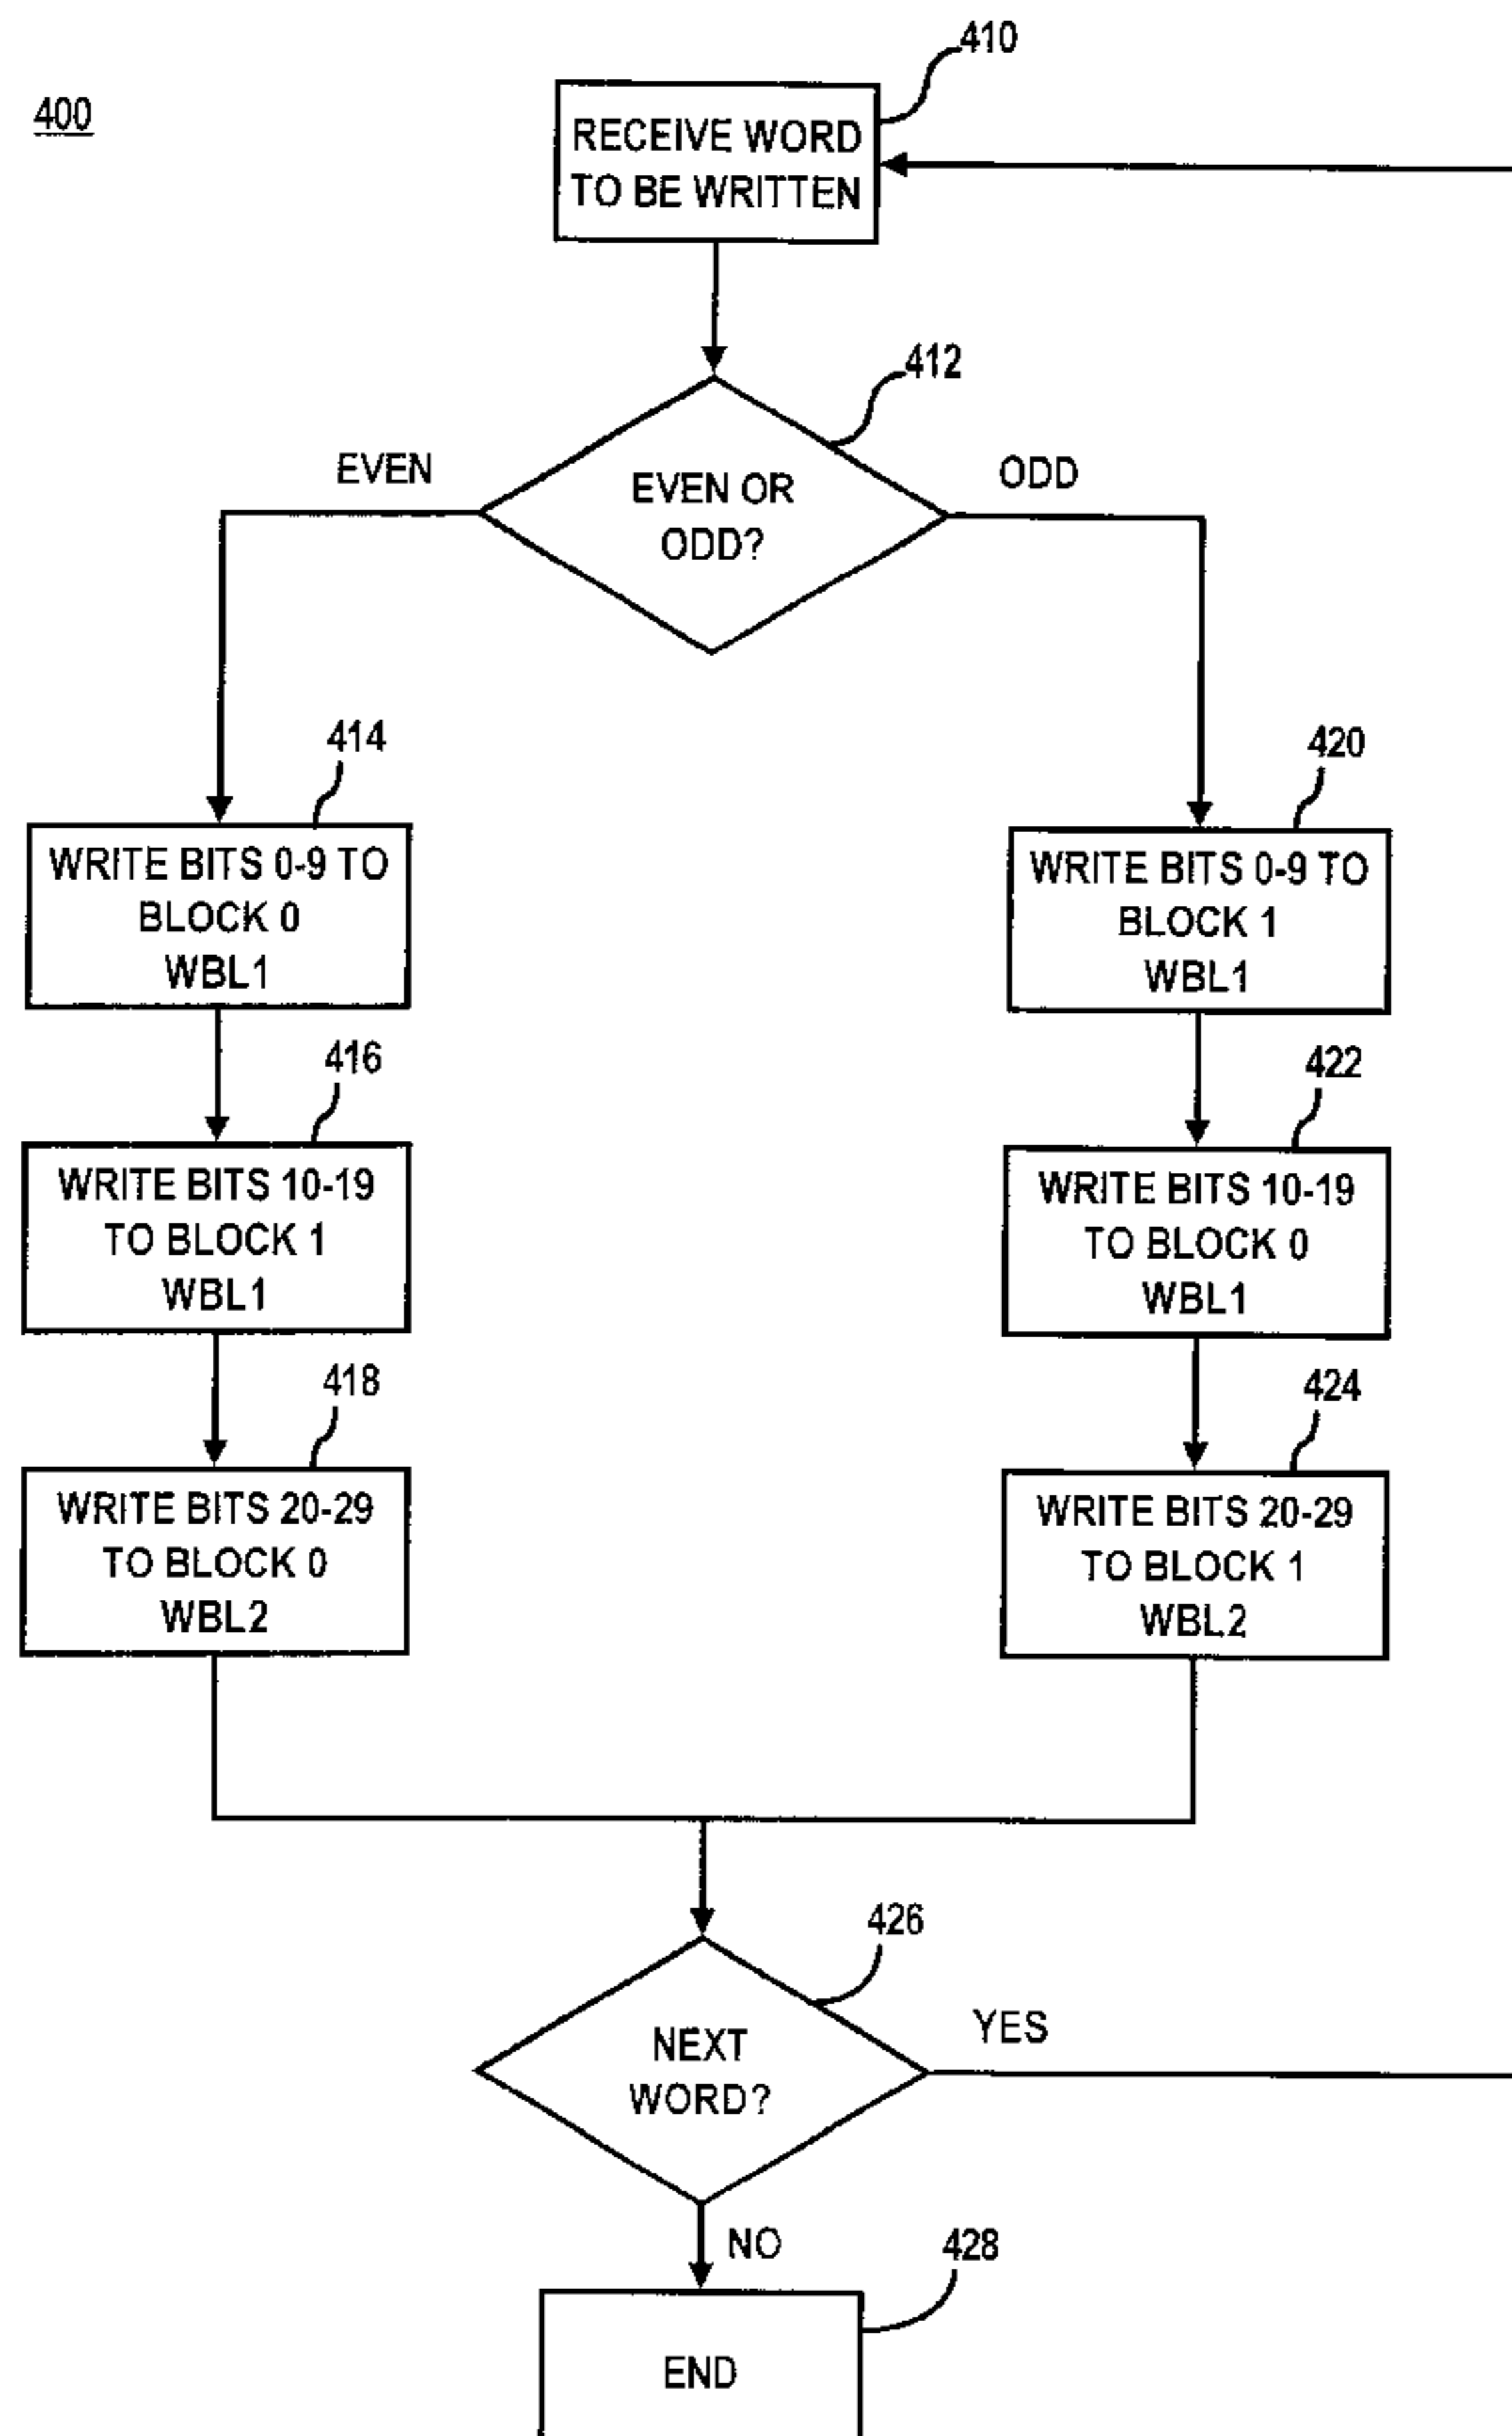 400
410
RECEIVE WORD
TO BE WRITTEN
412
EVEN
EVEN OR
ODD?
ODD
414
WRITE BITS 0-9 TO
BLOCK 0
WBL1
420
WRITE BITS 0-9 TO
BLOCK 1
WBL1
416
WRITE BITS 10-19
TO BLOCK 1
WBL1
422
WRITE BITS 10-19
TO BLOCK 0
WBL1
418
WRITE BITS 20-29
TO BLOCK 0
WBL2
424
WRITE BITS 20-29
TO BLOCK 1
WBL2
426
NEXT
WORD?
YES
NO
428
END